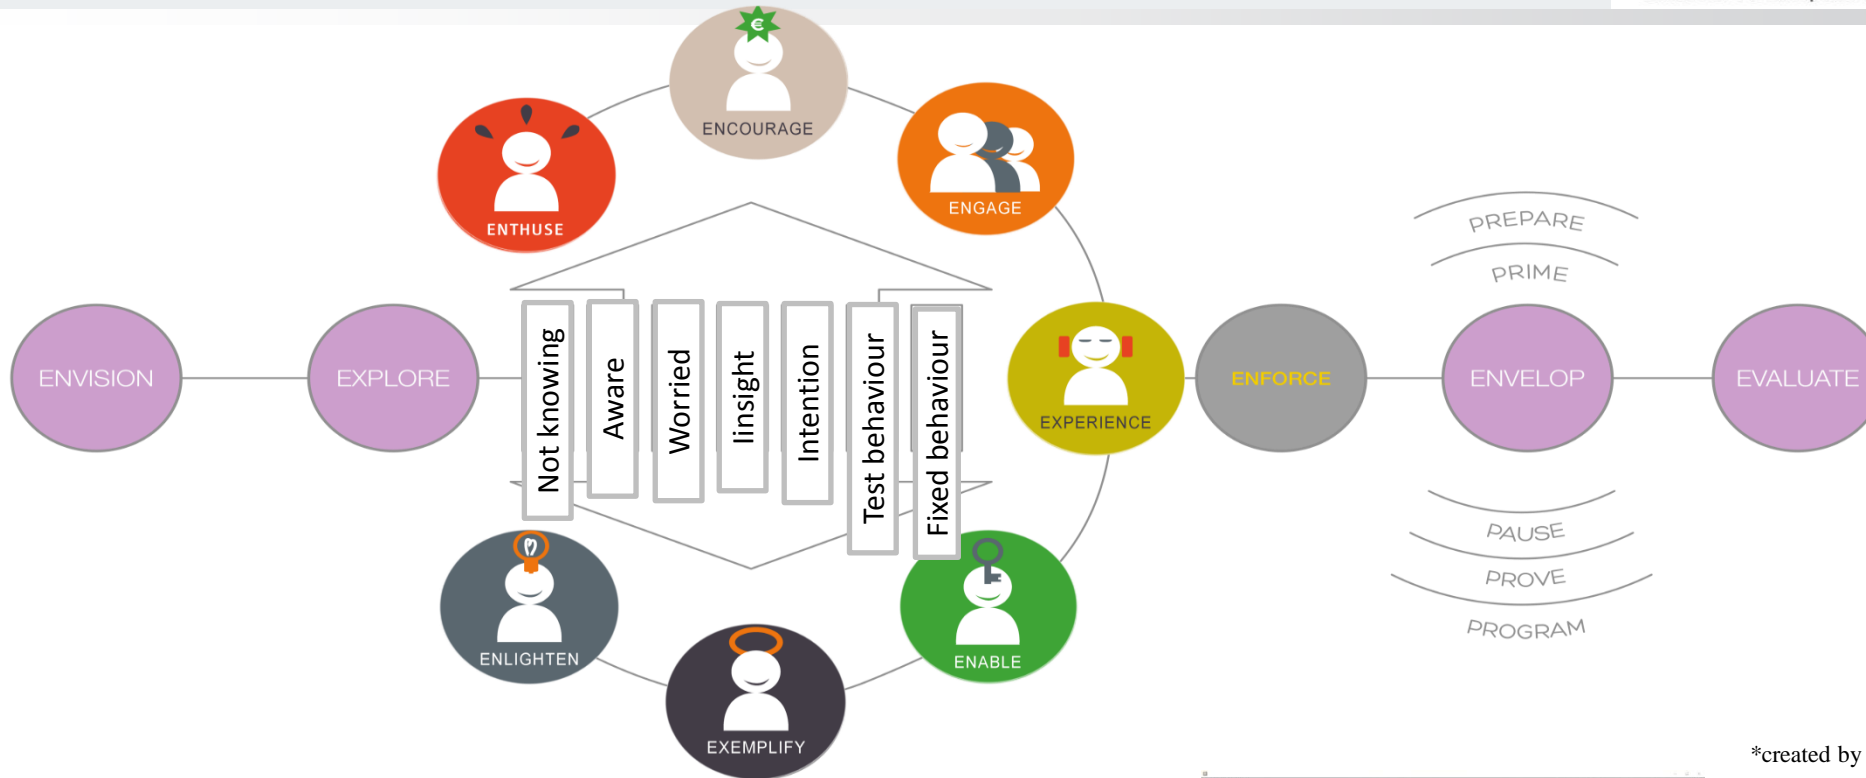 €
ENCOURAGE
ENTHUSE
ENGAGE
PREPARE
PRIME
ENVISION
EXPLORE
Not knowing
Aware
Worried
Iinsight
Intention
Test behaviour
Fixed behaviour
EXPERIENCE
ENFORCE
ENVELOP
EVALUATE
PAUSE
PROVE
PROGRAM
ENLIGHTEN
ENABLE
EXEMPLIFY
*created by